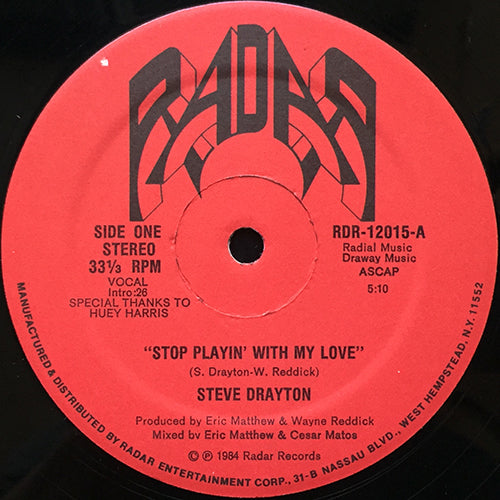 RADAR
SIDE ONE
STEREO
33⅓ RPM
VOCAL
Intro:26
SPECIAL THANKS TO
HUEY HARRIS
RDR-12015-A
Radial Music
Draway Music
ASCAP
5:10
"STOP PLAYIN' WITH MY LOVE"
(S. Drayton-W. Reddick)
STEVE DRAYTON
Produced by Eric Matthew & Wayne Reddick
Mixed by Eric Matthew & Cesar Matos
© ℗ 1984 Radar Records
MANUFACTURED & DISTRIBUTED BY RADAR ENTERTAINMENT CORP., 31-B NASSAU BLVD., WEST HEMPSTEAD, N.Y. 11552